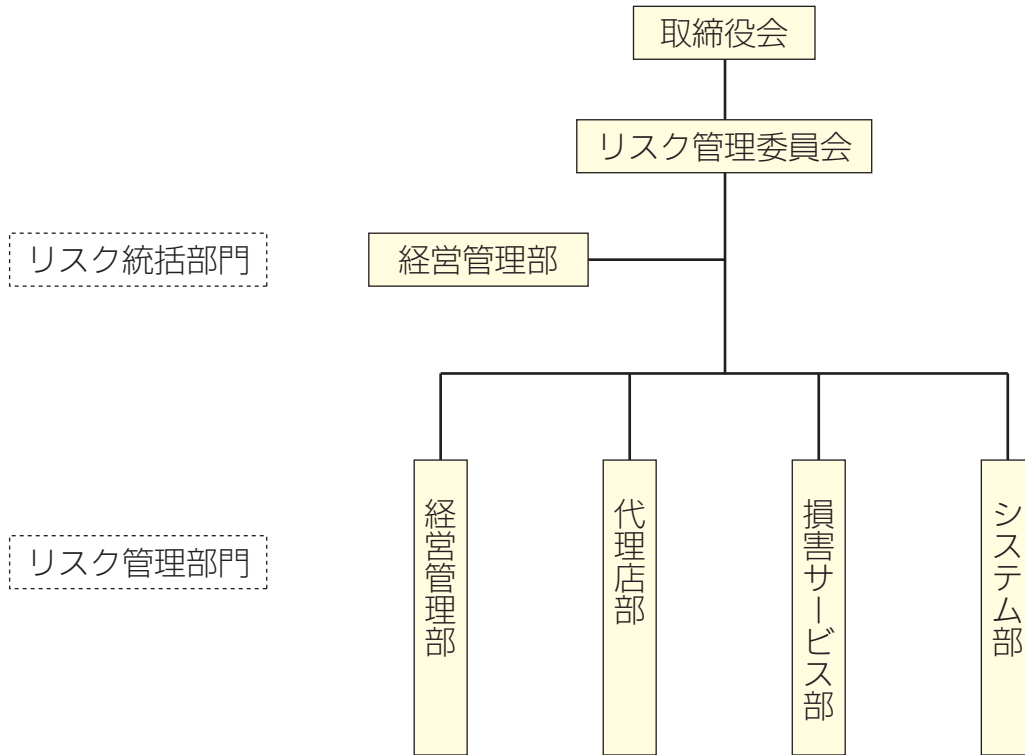 取締役会
リスク管理委員会
リスク統括部門
経営管理部
リスク管理部門
経営管理部
代理店部
損害サービス部
システム部